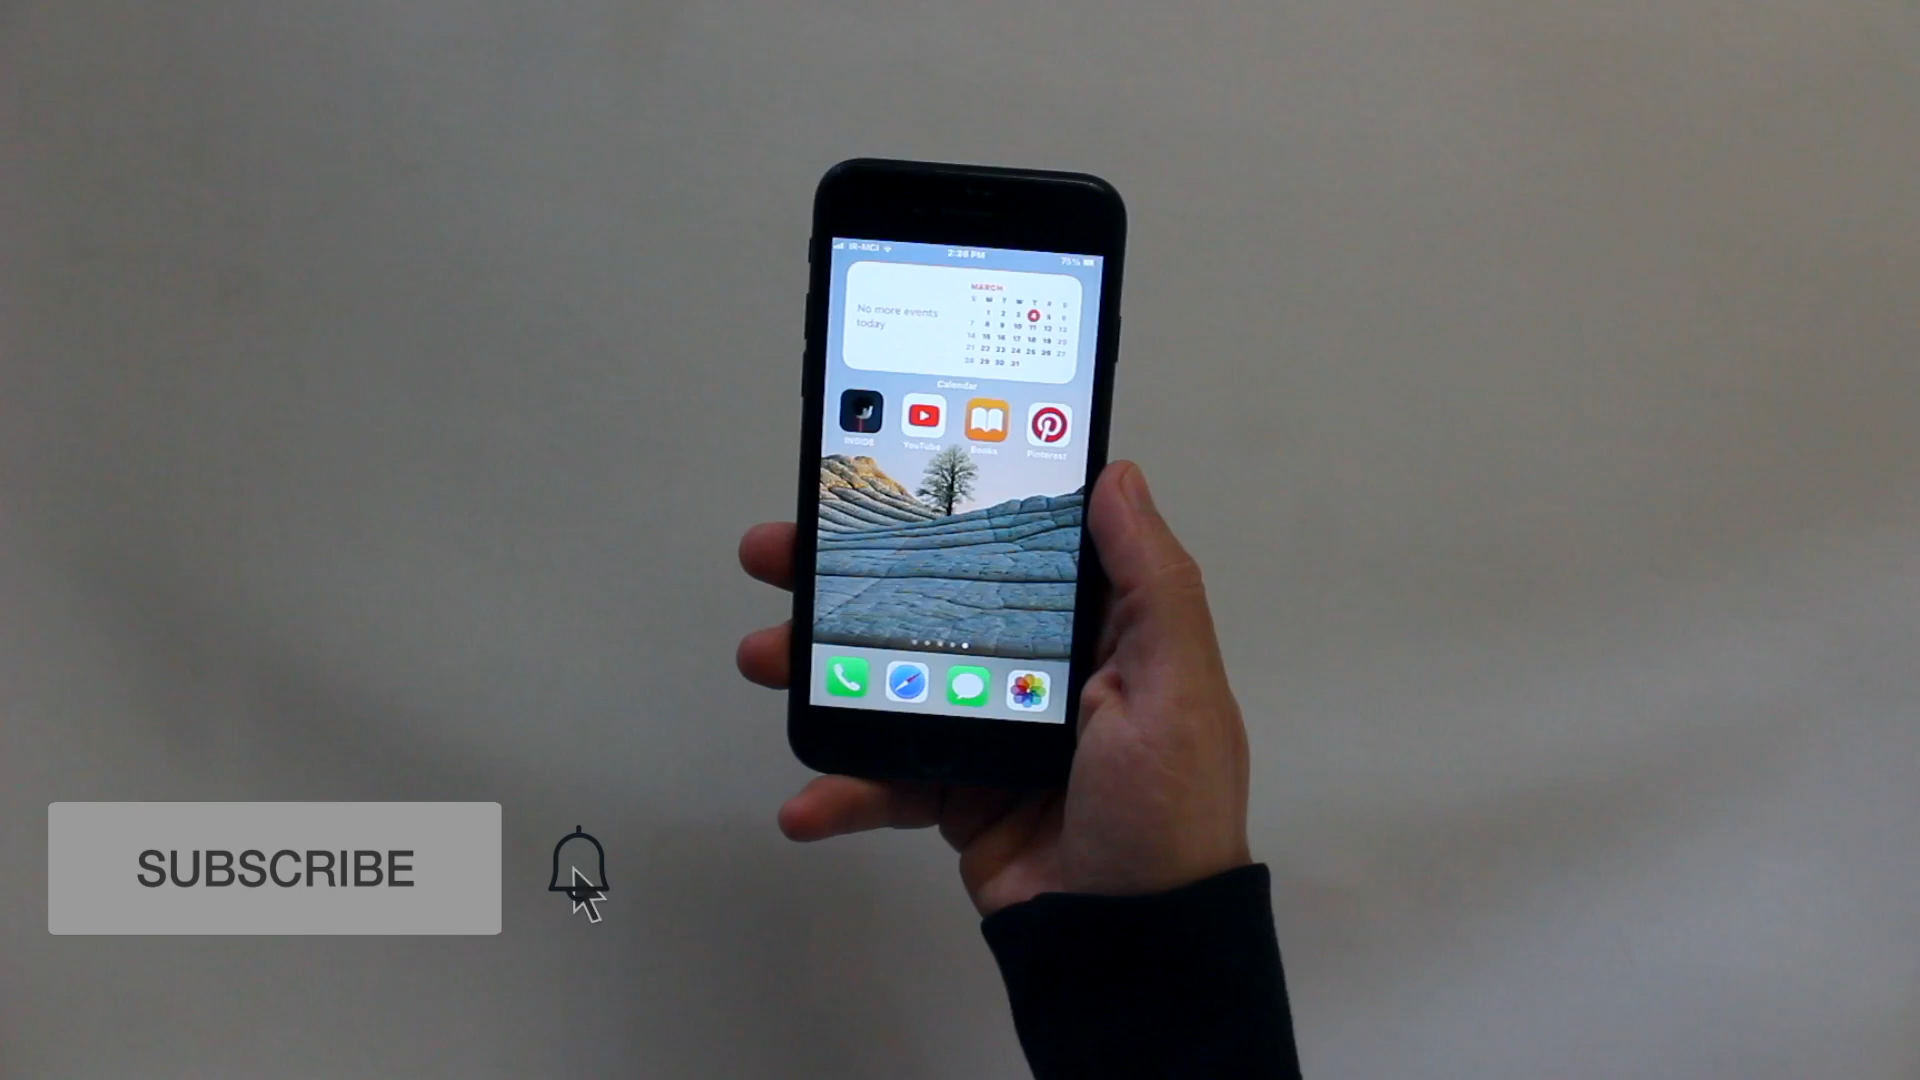 IR-MCI
2:36 PM
75%
No more events
today
MARCH
S M T W T F S
1 2 3 4 5 6
7 8 9 10 11 12 13
14 15 16 17 18 19 20
21 22 23 24 25 26 27
28 29 30 31
Calendar
INSIDE
YouTube
Books
Pinterest
SUBSCRIBE